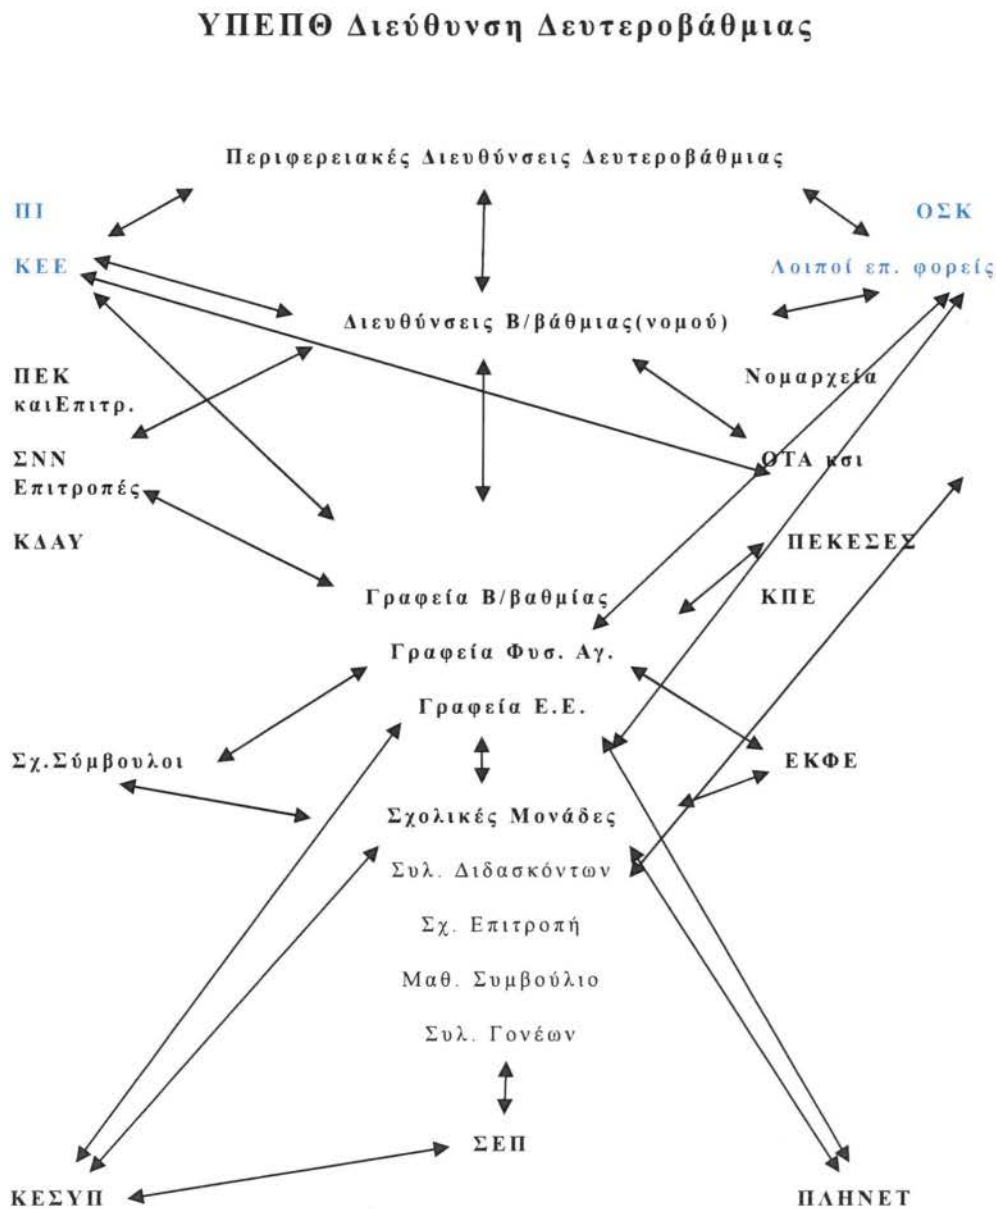 ΥΠΕΠΘ Διεύθυνση Δευτεροβάθμιας
Περιφερειακές Διευθύνσεις Δευτεροβάθμιας
ΠΙ
ΟΣΚ
ΚΕΕ
Λοιποί επ. φορείς
Διευθύνσεις Β/βάθμιας(νομού)
ΠΕΚ
Νομαρχεία
καιΕπιτρ.
ΣΝΝ
ΟΤΑ κσι
Επιτροπές
ΚΔΑΥ
ΠΕΚΕΣΕΣ
Γραφεία Β/βαθμίας
ΚΠΕ
Γραφεία Φυσ. Αγ.
Γραφεία Ε.Ε.
Σχ.Σύμβουλοι
ΕΚΦΕ
Σχολικές Μονάδες
Συλ. Διδασκόντων
Σχ. Επιτροπή
Μαθ. Συμβούλιο
Συλ. Γονέων
ΣΕΠ
ΚΕΣΥΠ
ΠΛΗΝΕΤ